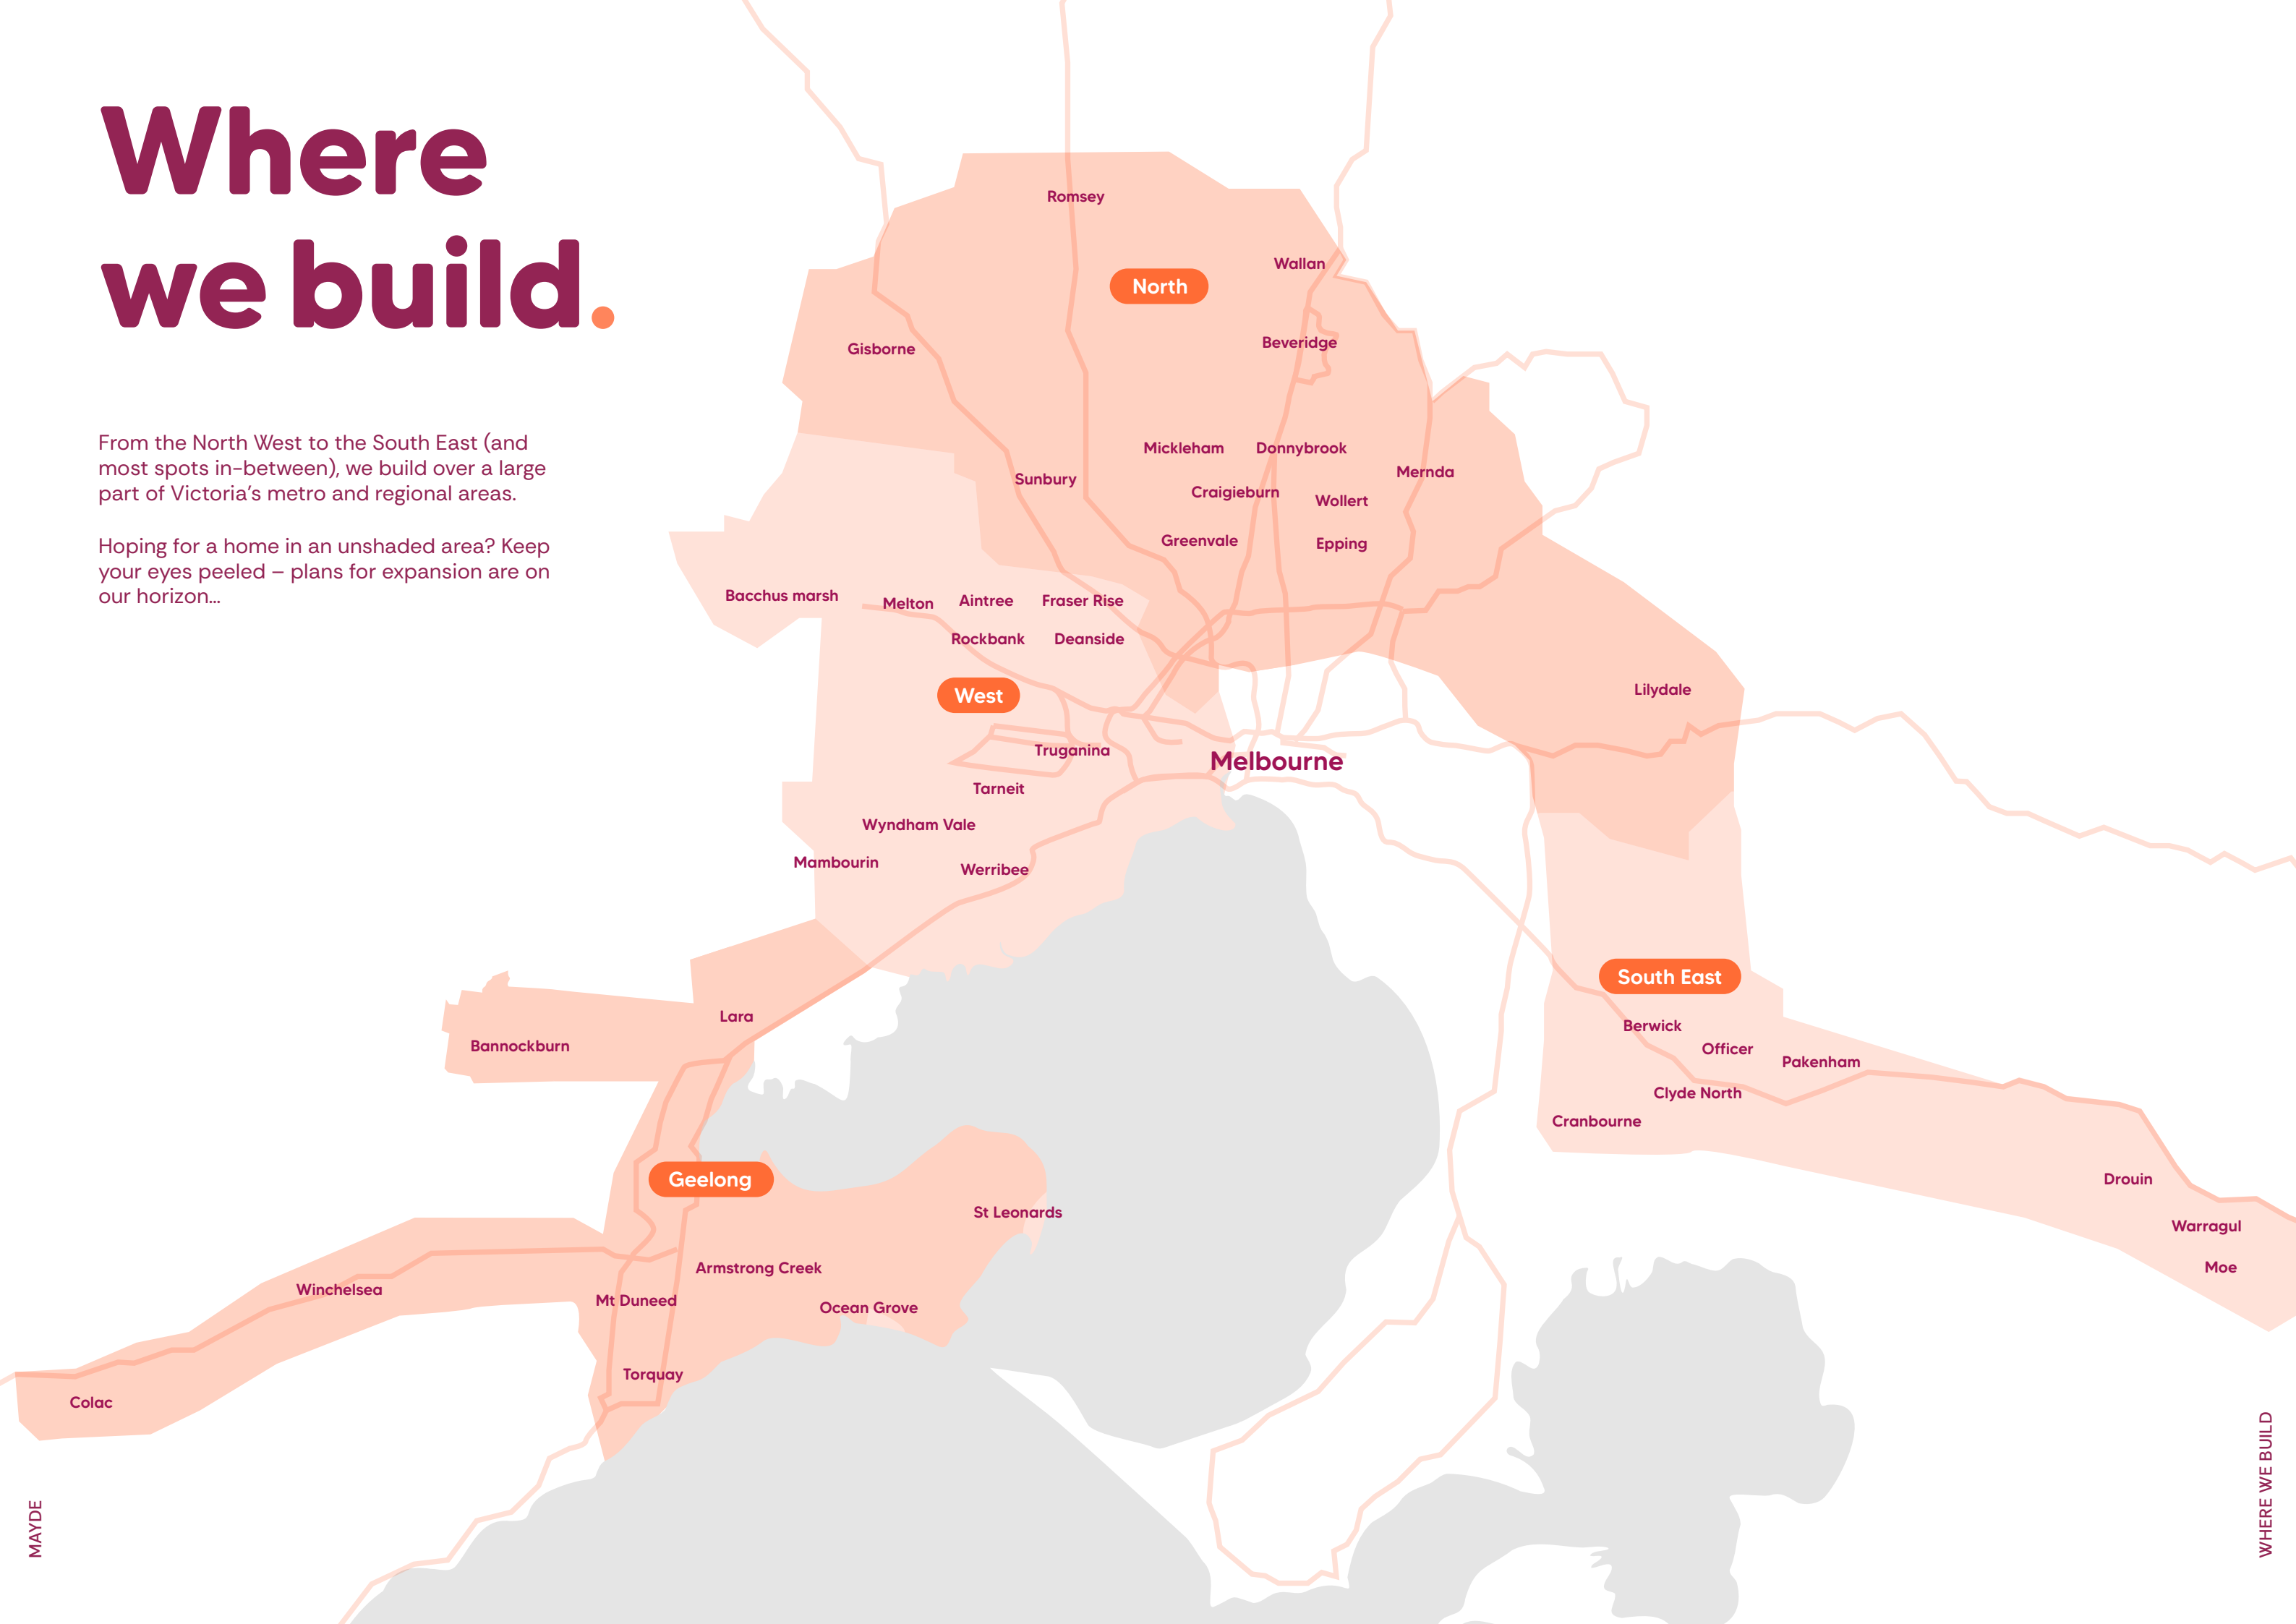 Where
we build.
From the North West to the South East (and
most spots in-between), we build over a large
part of Victoria’s metro and regional areas.
Hoping for a home in an unshaded area? Keep
your eyes peeled – plans for expansion are on
our horizon...
Romsey
Wallan
North
Beveridge
Gisborne
Mickleham
Donnybrook
Mernda
Sunbury
Craigieburn
Wollert
Greenvale
Epping
Bacchus marsh
Melton
Aintree
Fraser Rise
Rockbank
Deanside
Lilydale
West
Truganina
Melbourne
Tarneit
Wyndham Vale
Mambourin
Werribee
South East
Lara
Berwick
Bannockburn
Officer
Pakenham
Clyde North
Cranbourne
Geelong
Drouin
St Leonards
Warragul
Armstrong Creek
Moe
Winchelsea
Mt Duneed
Ocean Grove
Torquay
Colac
MAYDE
WHERE WE BUILD